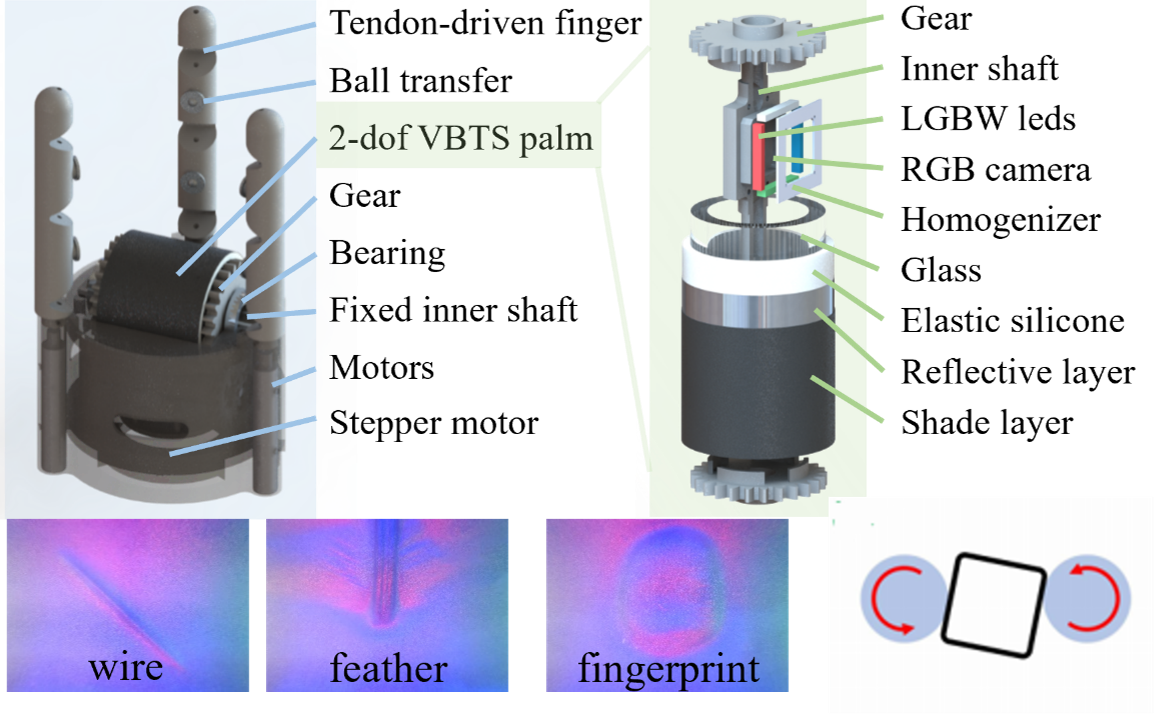 Tendon-driven finger
Ball transfer
2-dof VBTS palm
Gear
Bearing
Fixed inner shaft
Motors
Stepper motor
Gear
Inner shaft
LGBW leds
RGB camera
Homogenizer
Glass
Elastic silicone
Reflective layer
Shade layer
wire
feather
fingerprint